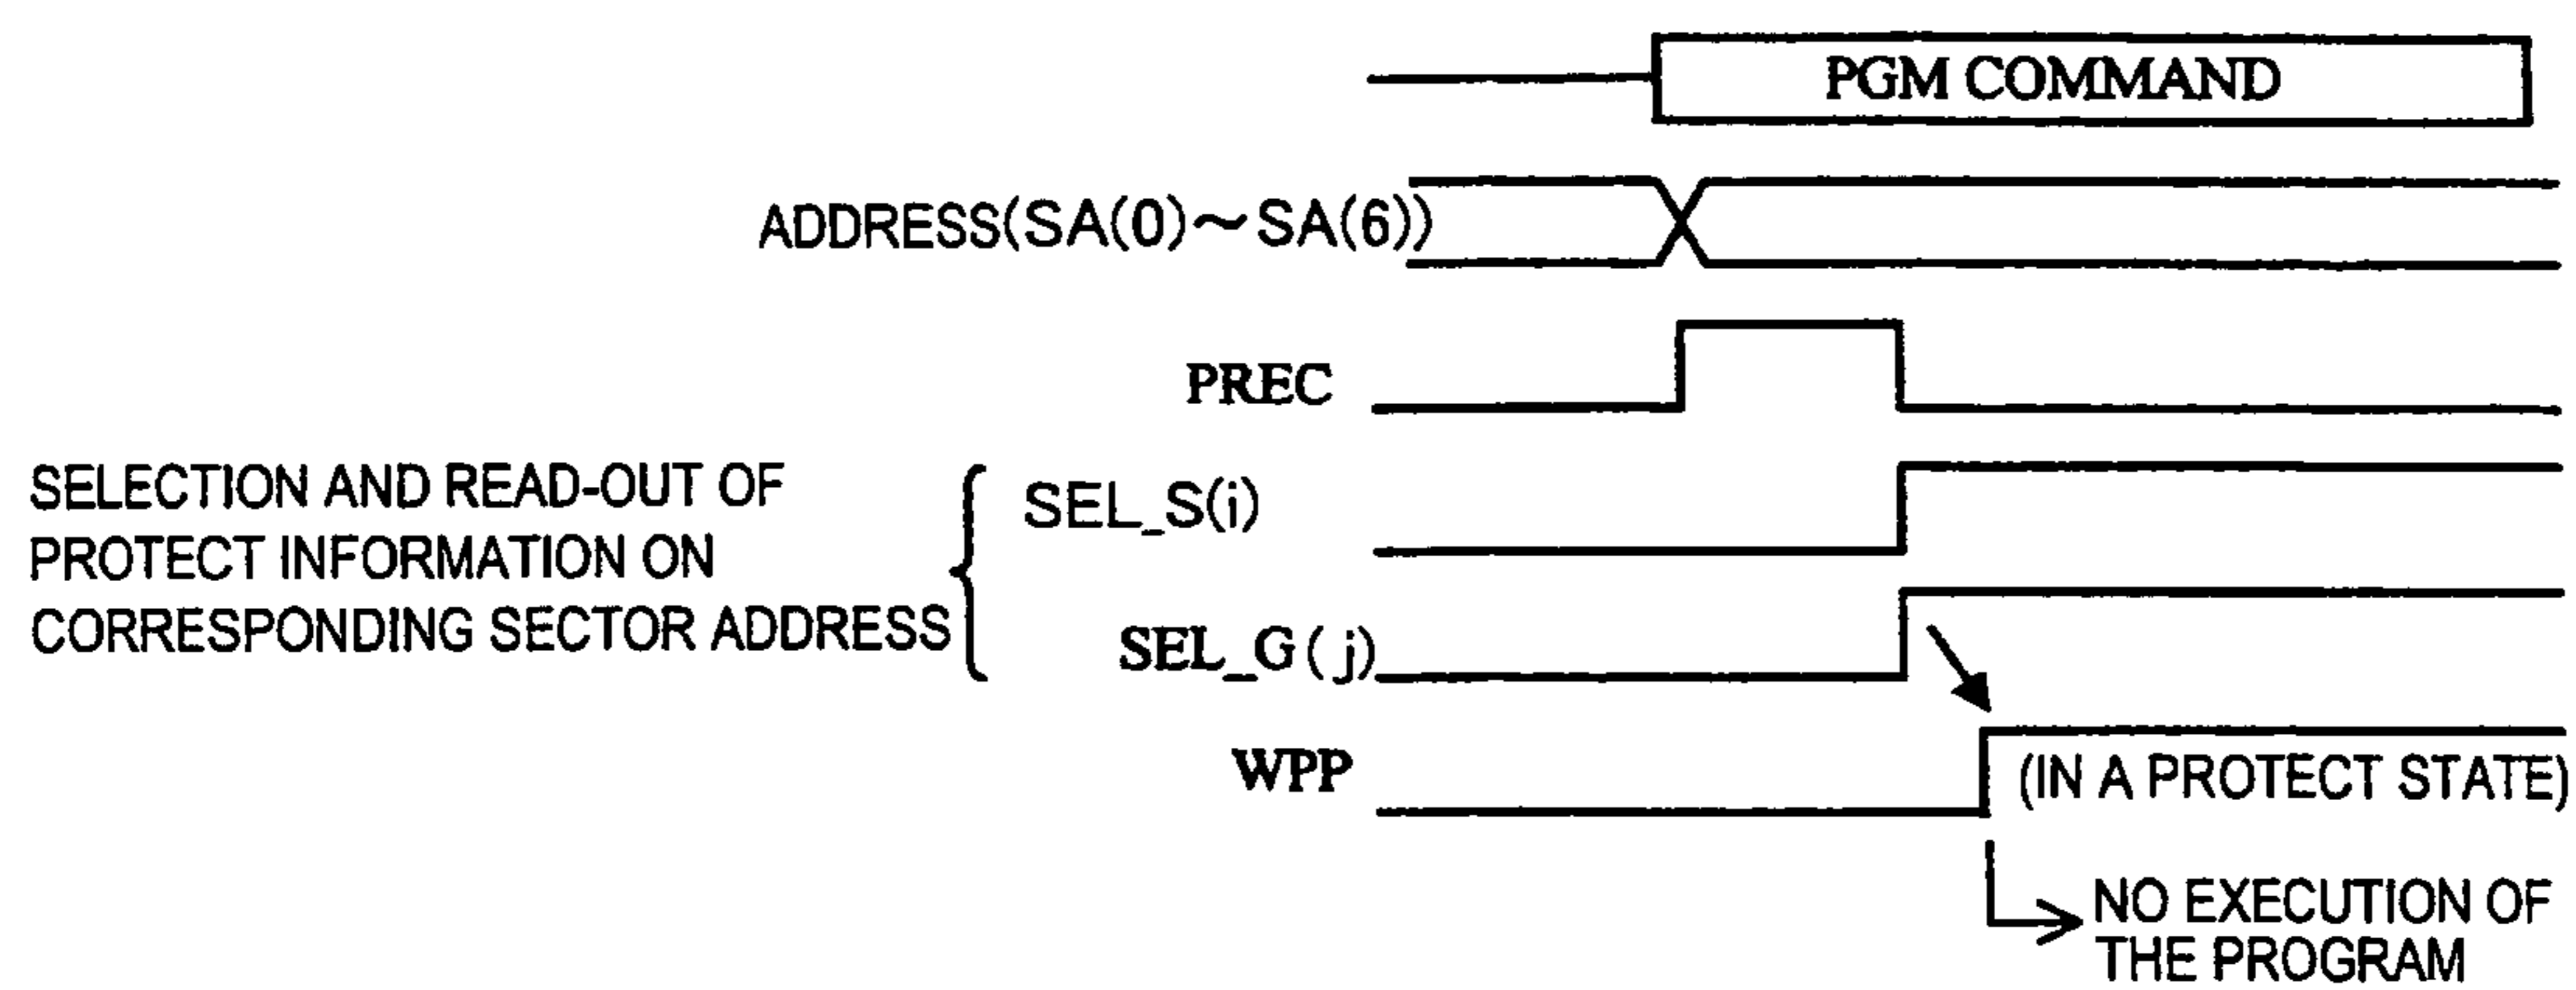 PGM COMMAND
ADDRESS(SA(0)～SA(6))
PREC
SELECTION AND READ-OUT OF
PROTECT INFORMATION ON
CORRESPONDING SECTOR ADDRESS
SEL_S(i)
SEL_G(j)
WPP
(IN A PROTECT STATE)
NO EXECUTION OF
THE PROGRAM